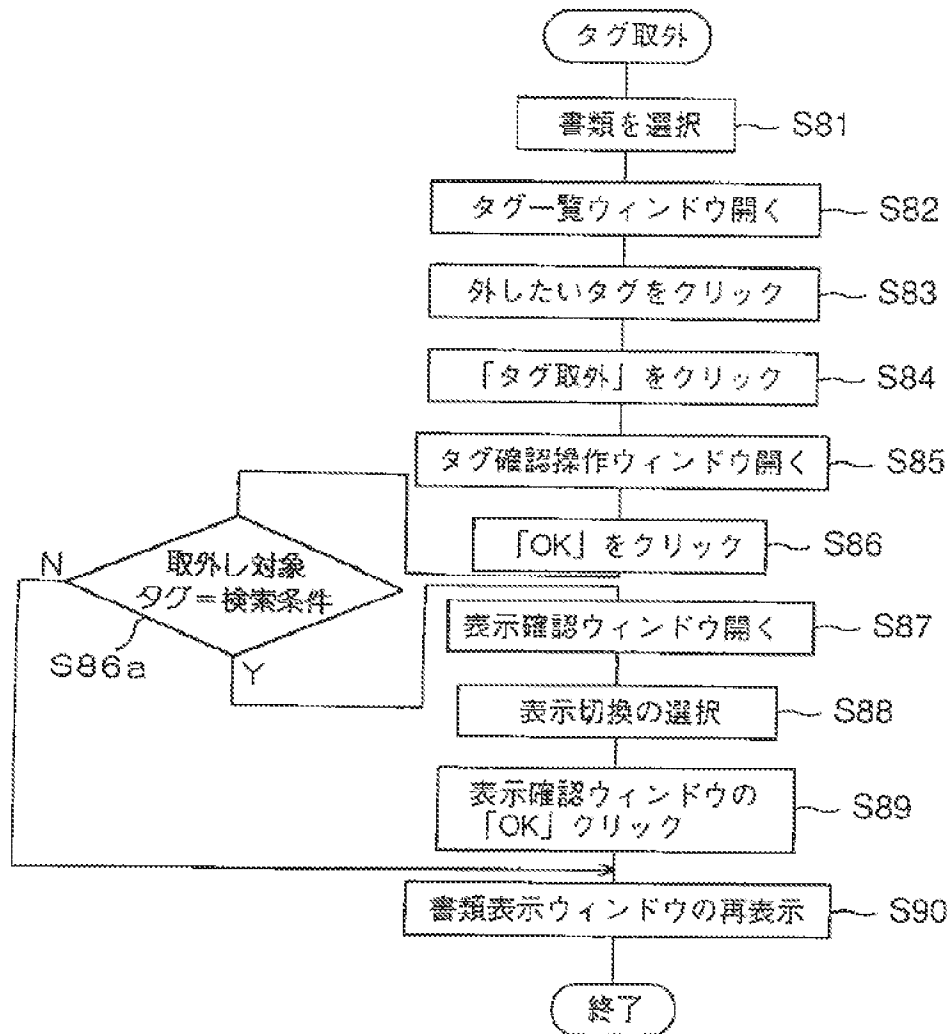 タグ取外
書類を選択
S81
タグ一覧ウィンドウ開く
S82
外したいタグをクリック
S83
「タグ取外」をクリック
S84
タグ確認操作ウィンドウ開く
S85
「OK」をクリック
S86
N
取外し対象
タグ=検索条件
S86a
Y
表示確認ウィンドウ開く
S87
表示切換の選択
S88
表示確認ウィンドウの
「OK」クリック
S89
書類表示ウィンドウの再表示
S90
終了